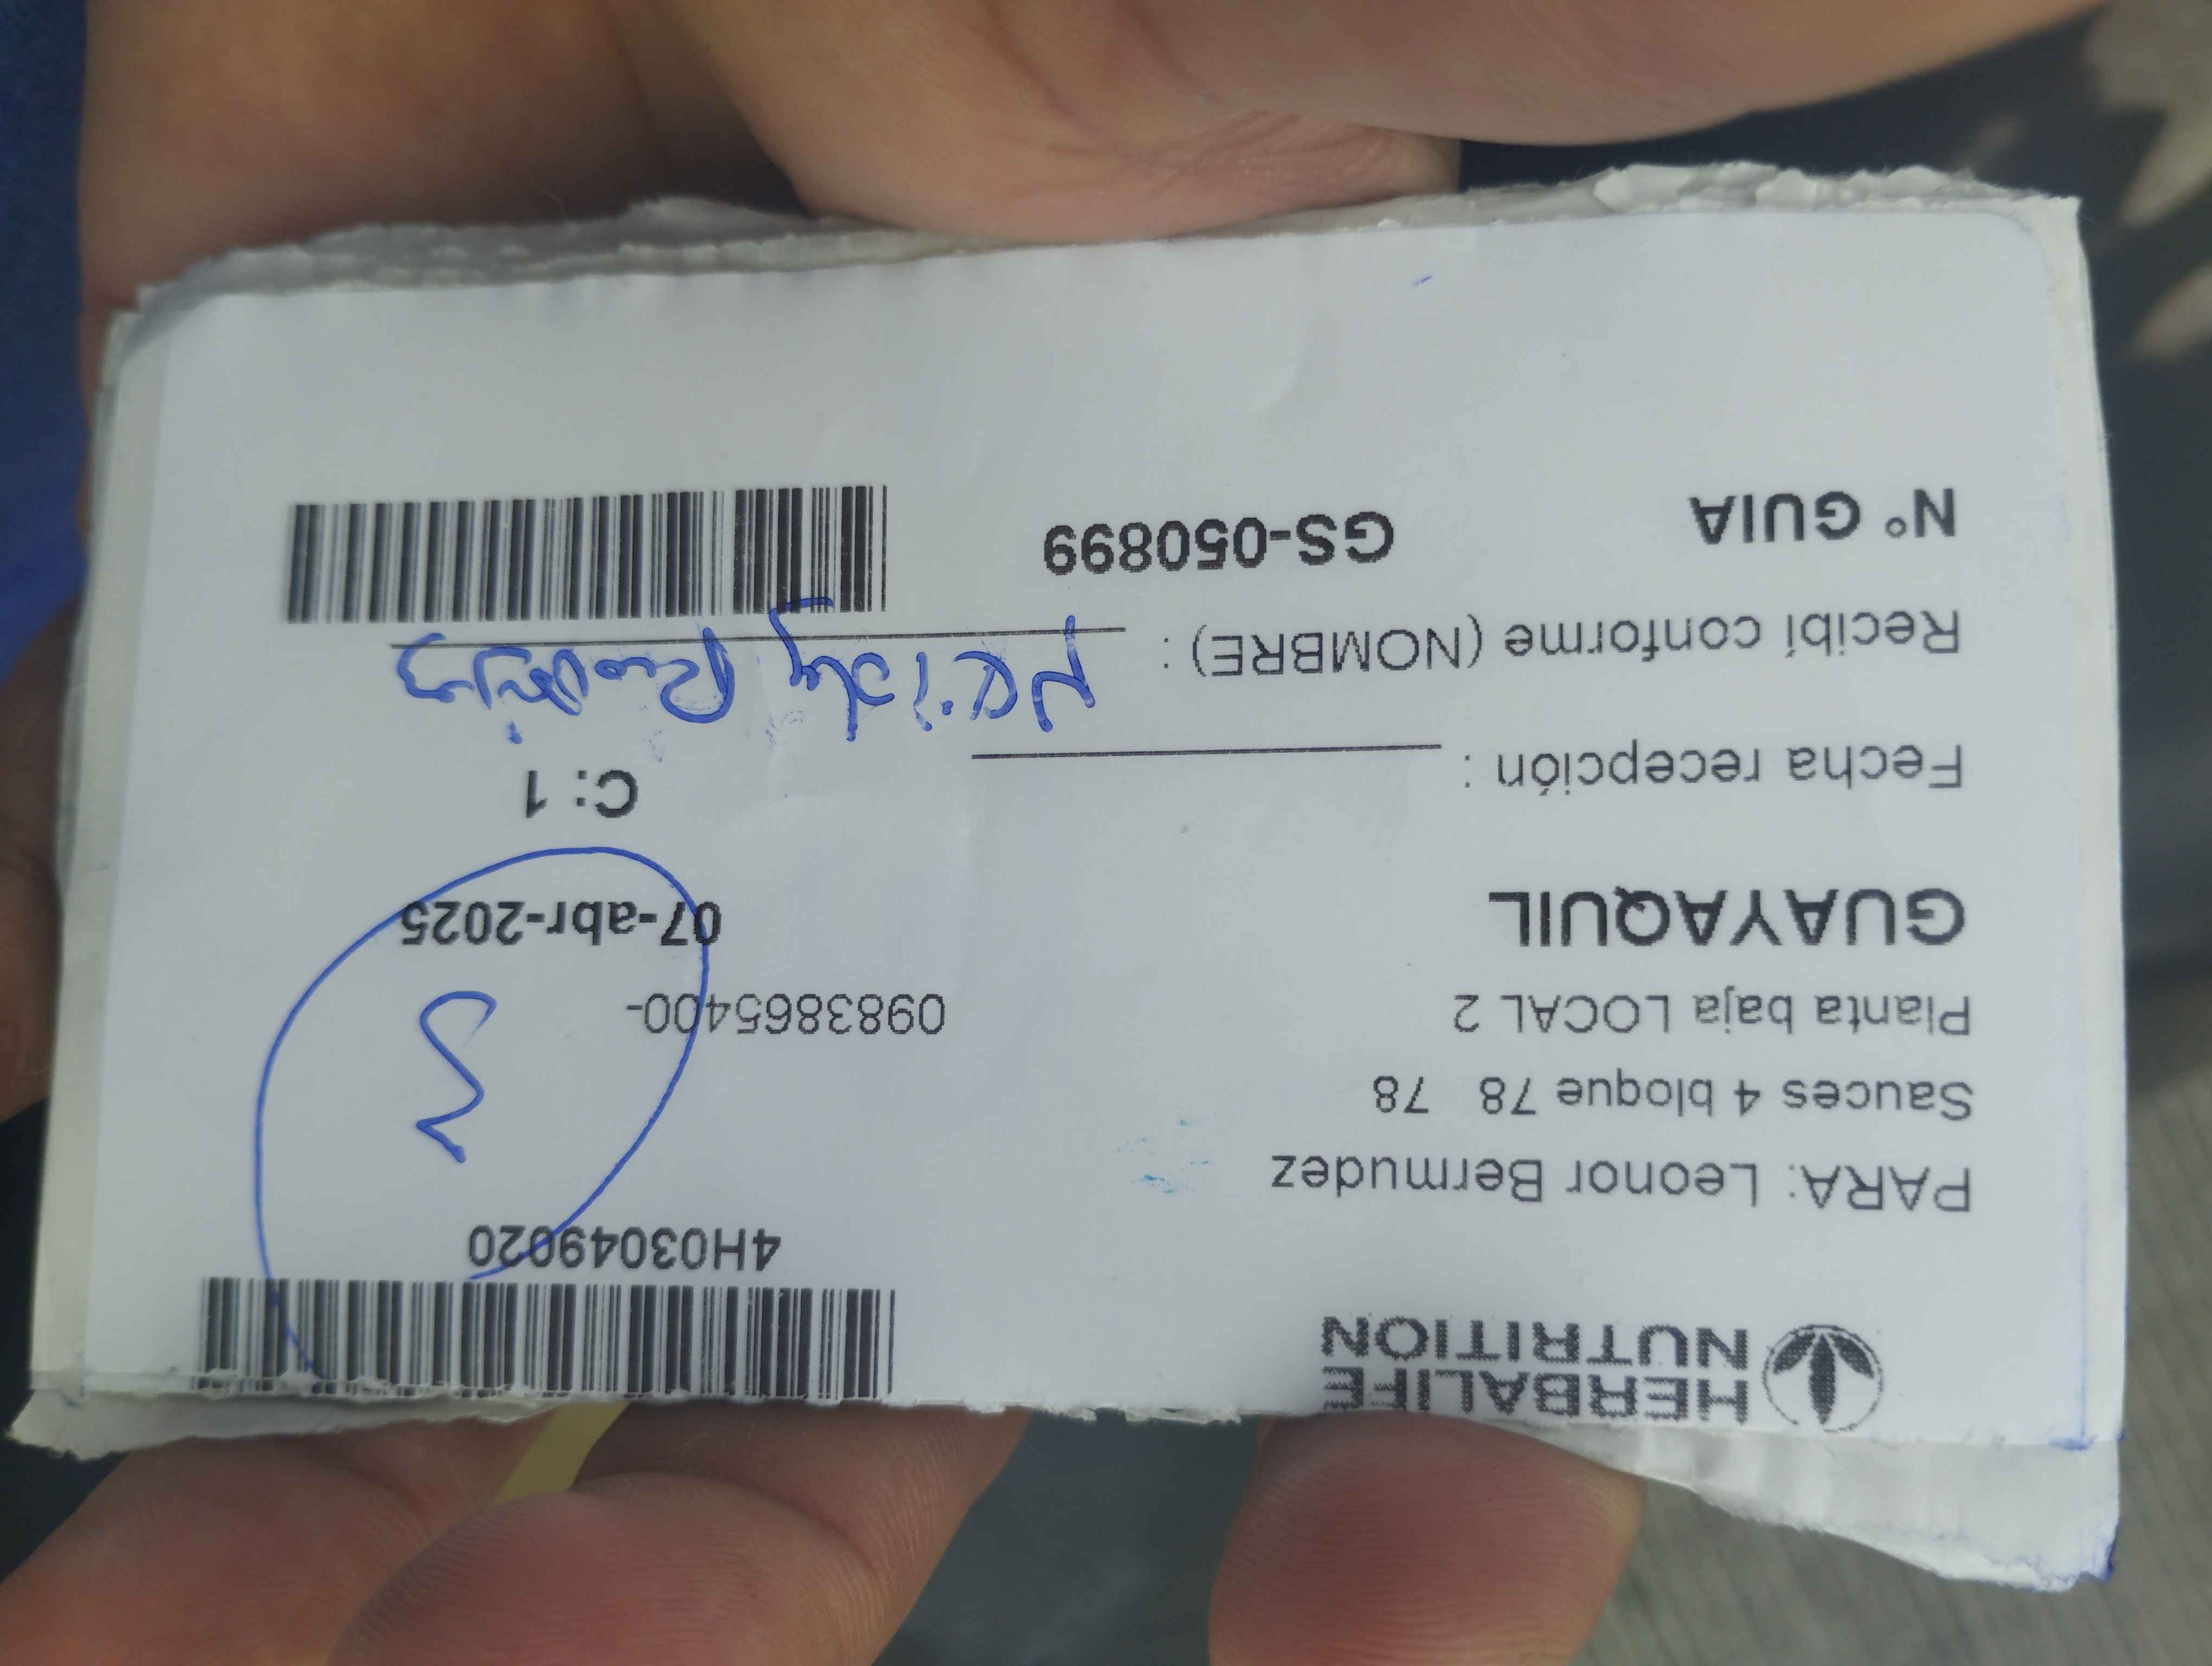 HERBALIFE
NUTRITION
4H03049020
PARA: Leonor Bermudez
Sauces 4 bloque 78 78
Planta baja LOCAL 2
0983865400-
GUAYAQUIL
07-abr-2025
C: 1
Fecha recepción :
Recibí conforme (NOMBRE) :
N° GUIA
GS-050899